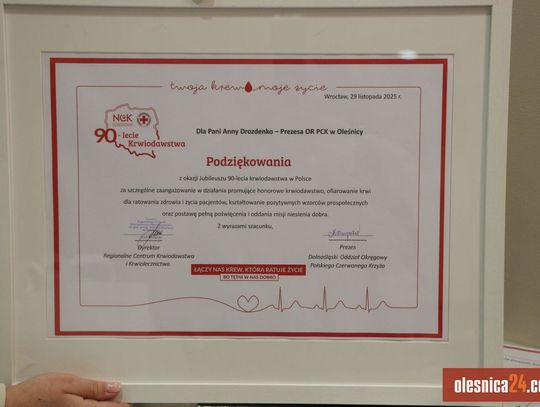 twoja krew moje życie
Wrocław, 29 listopada 2025 r.
NCK
90-lecie
Krwiodawstwa
Dla Pani Anny Drozdenko – Prezesa OR PCK w Oleśnicy
Podziękowania
z okazji Jubileuszu 90-lecia krwiodawstwa w Polsce
za szczególne zaangażowanie w działania promujące honorowe krwiodawstwo, ofiarowanie krwi
dla ratowania zdrowia i życia pacjentów, kształtowanie pozytywnych wzorców prospołecznych
oraz postawę pełną poświęcenia i oddania misji niesienia dobra.
Z wyrazami szacunku,
Dyrektor
Regionalne Centrum Krwiodawstwa
i Krwiolecznictwa
Prezes
Dolnośląski Oddział Okręgowy
Polskiego Czerwonego Krzyża
ŁĄCZY NAS KREW, KTÓRA RATUJE ŻYCIE
BO TĘTNI W NAS DOBRO
olesnica24.c